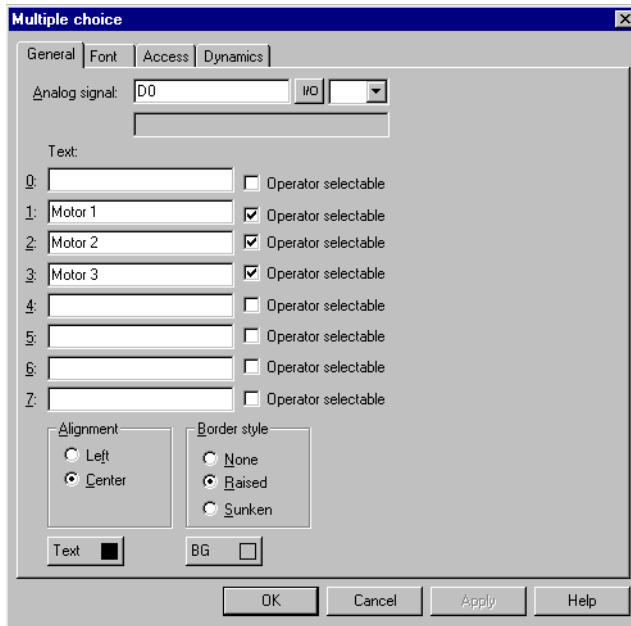 Multiple choice
General Font Access Dynamics
Analog signal: D0 I/O
Text:
0: Operator selectable
1: Motor 1 Operator selectable
2: Motor 2 Operator selectable
3: Motor 3 Operator selectable
4: Operator selectable
5: Operator selectable
6: Operator selectable
7: Operator selectable
Alignment Border style
Left None
Center Raised
Sunken
Text BG
OK Cancel Apply Help